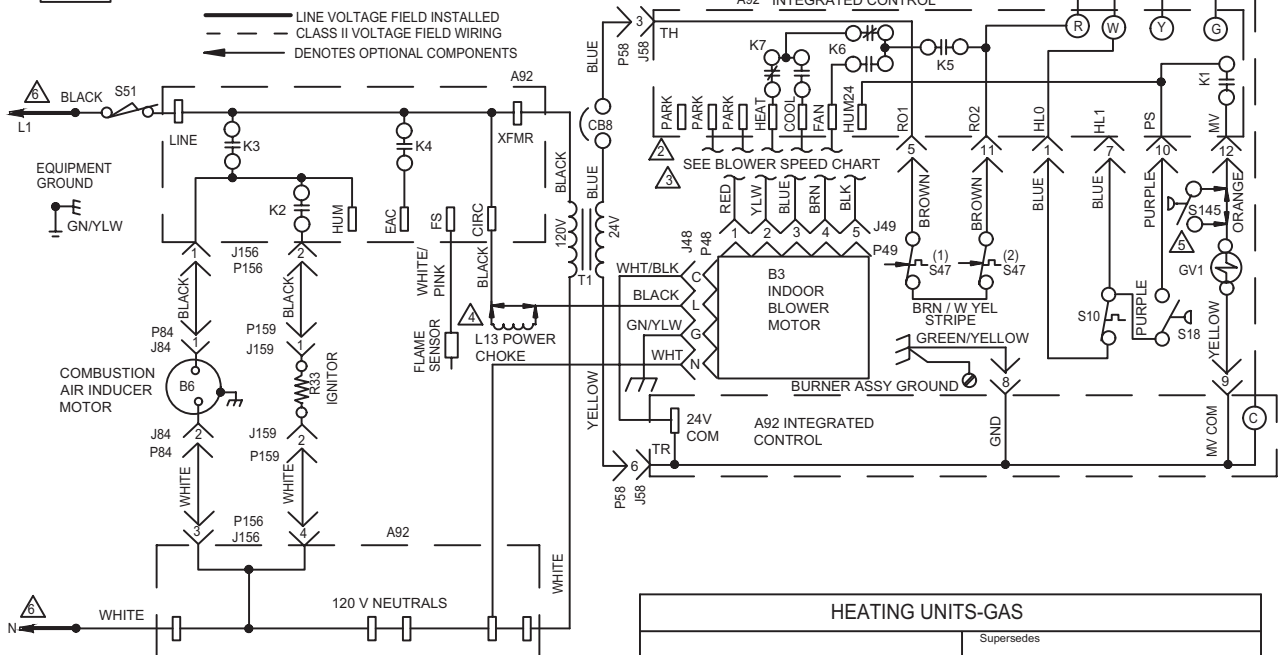 LINE VOLTAGE FIELD INSTALLED
CLASS II VOLTAGE FIELD WIRING
DENOTES OPTIONAL COMPONENTS
A92 INTEGRATED CONTROL
3
TH
P58
J58
BLUE
K7
K6
K5
R
W
Y
G
K1
PARK
PARK
PARK
HEAT
COOL
FAN
HUM24
RO1
RO2
HL0
HL1
PS
MV
5
11
1
7
10
12
6
BLACK
S51
L1
LINE
K3
K4
A92
XFMR
CB8
2
3
SEE BLOWER SPEED CHART
EQUIPMENT
GROUND
GN/YLW
K2
HUM
EAC
FS
CIRC
BLACK
BLUE
120V
24V
T1
RED
YLW
BLUE
BRN
BLK
1
2
3
4
5
J49
P49
J48
P48
BROWN
BROWN
BLUE
BLUE
PURPLE
ORANGE
S145
5
GV1
(1)
S47
(2)
S47
BRN / W YEL
STRIPE
S10
PURPLE
S18
YELLOW
1
J156
P156
2
BLACK
BLACK
WHITE/
PINK
BLACK
WHT/BLK
C
BLACK
L
GN/YLW
G
WHT
N
B3
INDOOR
BLOWER
MOTOR
4
L13 POWER
CHOKE
FLAME
SENSOR
P84
J84
1
P159
J159
1
COMBUSTION
AIR INDUCER
MOTOR
B6
R33
IGNITOR
GREEN/YELLOW
BURNER ASSY GROUND
8
9
J84
P84
2
J159
P159
2
WHITE
WHITE
YELLOW
24V
COM
TR
A92 INTEGRATED
CONTROL
GND
MV COM
C
6
P58
J58
3
P156
J156
4
A92
WHITE
6
N
WHITE
120 V NEUTRALS
HEATING UNITS-GAS
Supersedes